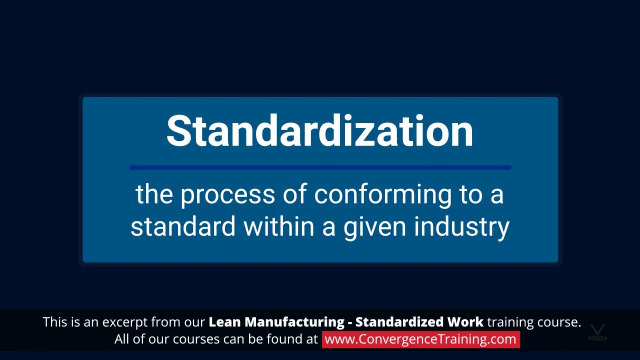 Standardization
the process of conforming to a
standard within a given industry
This is an excerpt from our Lean Manufacturing - Standardized Work training course.
All of our courses can be found at www.ConvergenceTraining.com